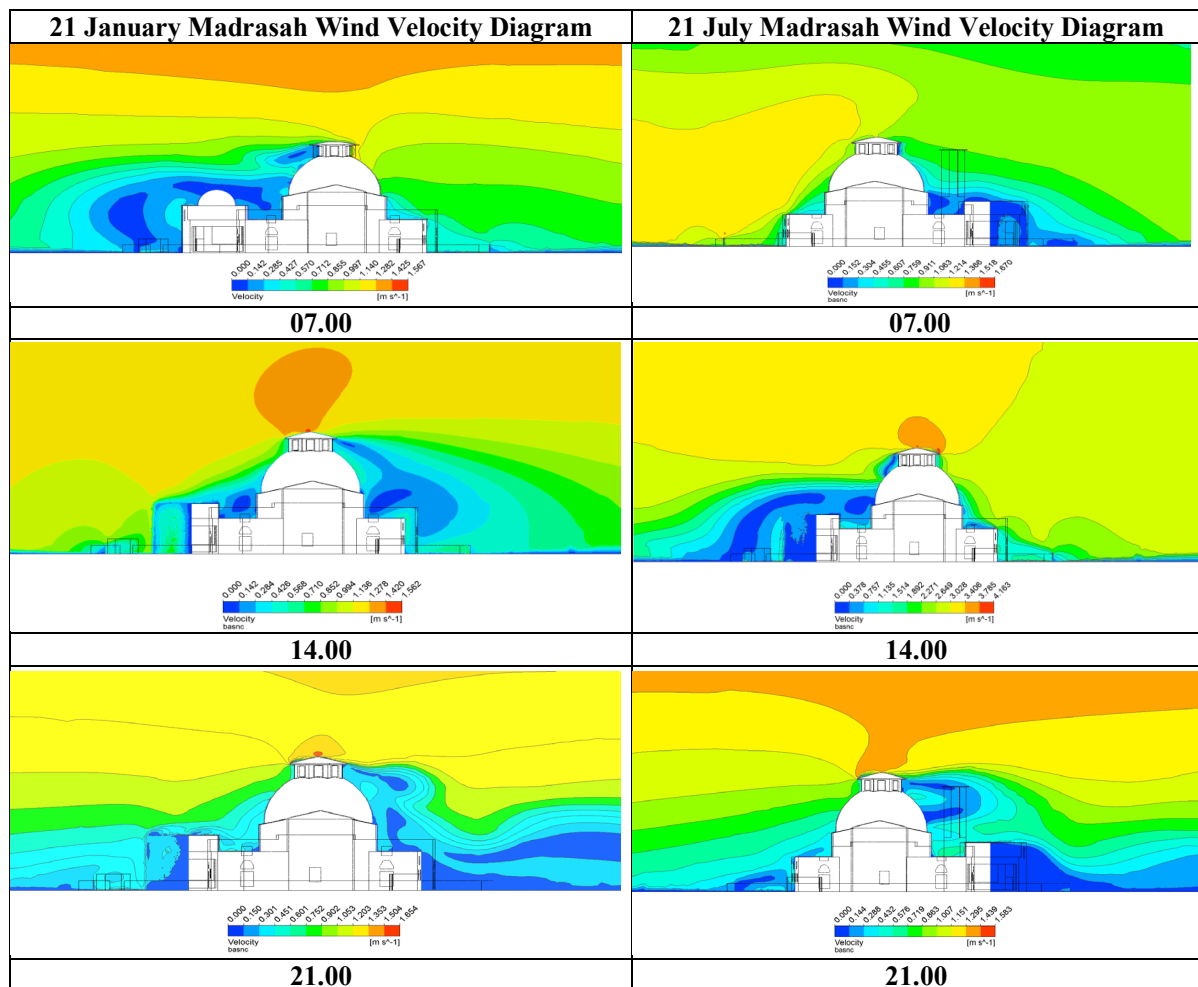 21 January Madrasah Wind Velocity Diagram
21 July Madrasah Wind Velocity Diagram
0.000 0.142 0.285 0.427 0.570 0.712 0.855 0.997 1.140 1.282 1.425 1.567
Velocity [m s^-1]
0.000 0.152 0.304 0.455 0.607 0.759 0.911 1.063 1.214 1.366 1.518 1.670
Velocity [m s^-1]
basnc
07.00
07.00
0.000 0.142 0.284 0.426 0.568 0.710 0.852 0.994 1.136 1.278 1.420 1.562
Velocity [m s^-1]
basnc
0.000 0.378 0.757 1.135 1.514 1.892 2.271 2.649 3.028 3.406 3.785 4.163
Velocity [m s^-1]
basnc
14.00
14.00
0.000 0.150 0.301 0.451 0.601 0.752 0.902 1.053 1.203 1.353 1.504 1.654
Velocity [m s^-1]
basnc
0.000 0.144 0.288 0.432 0.576 0.719 0.863 1.007 1.151 1.295 1.439 1.583
Velocity [m s^-1]
basnc
21.00
21.00